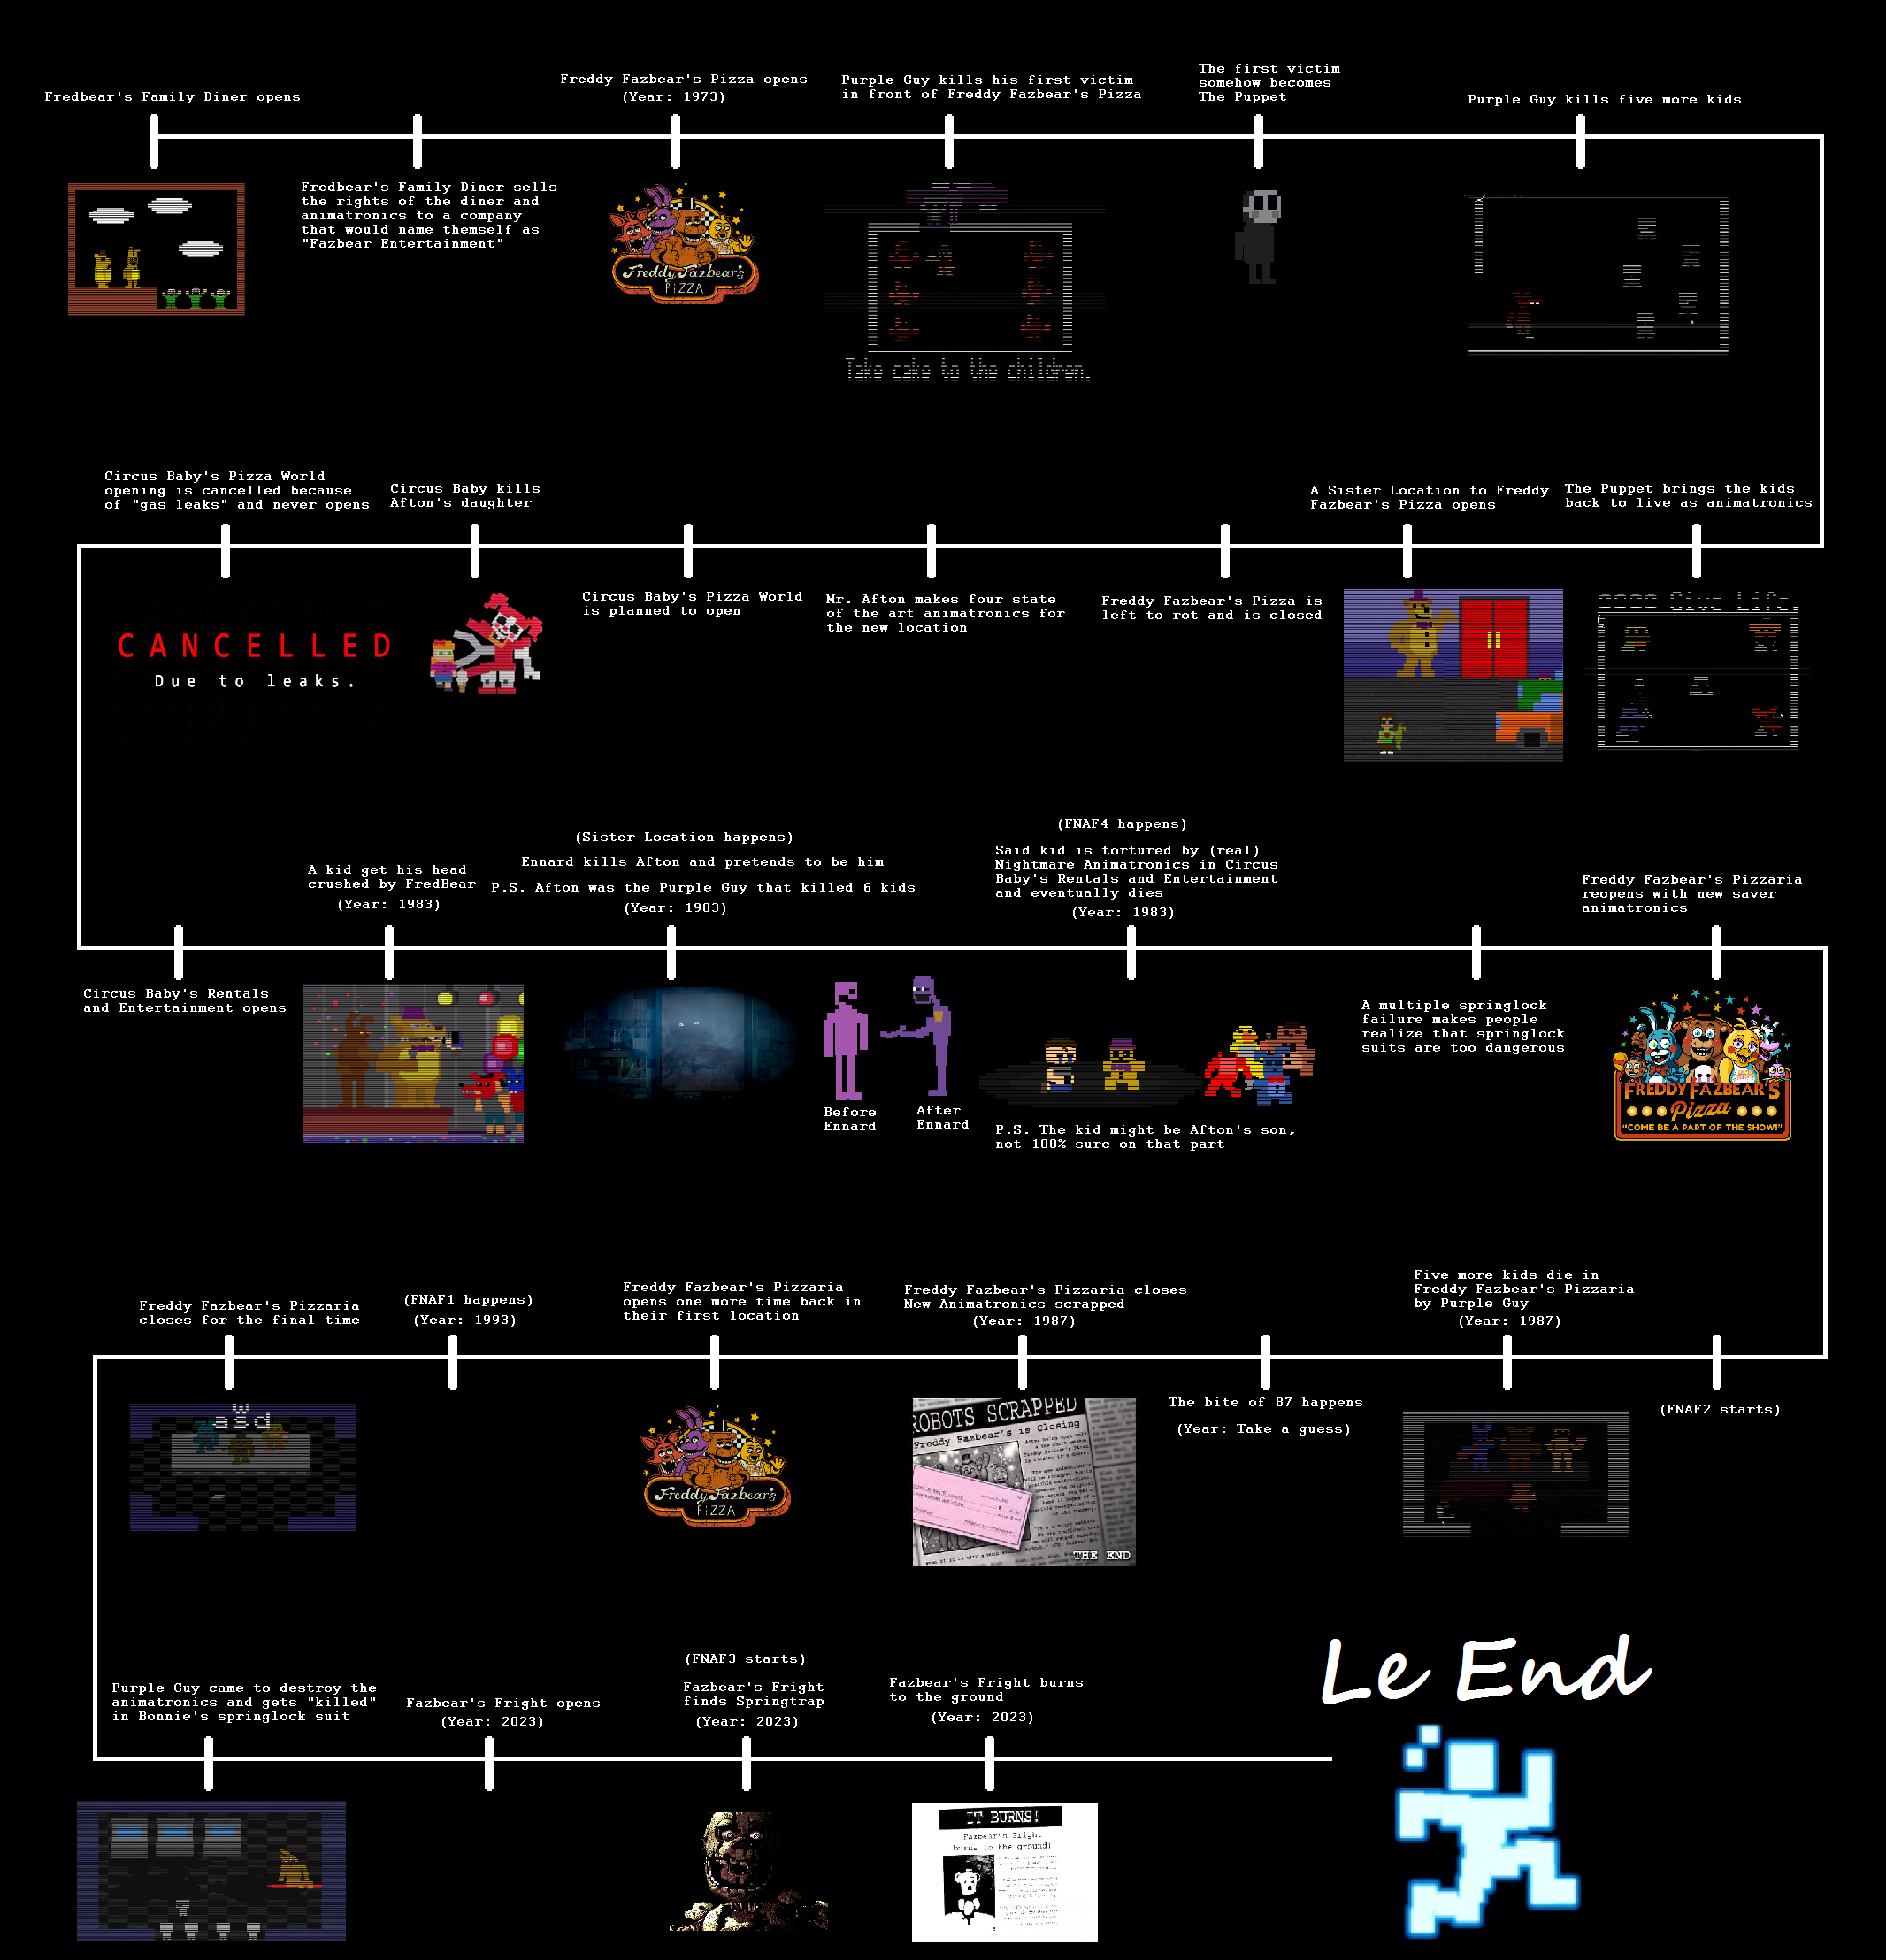 Fredbear's Family Diner opens
Fredbear's Family Diner sells
the rights of the diner and
animatronics to a company
that would name themself as
"Fazbear Entertainment"
Freddy Fazbear's Pizza opens
(Year: 1973)
Freddy Fazbear's
PIZZA
Purple Guy kills his first victim
in front of Freddy Fazbear's Pizza
Take cake to the children.
The first victim
somehow becomes
The Puppet
Purple Guy kills five more kids
Circus Baby's Pizza World
opening is cancelled because
of "gas leaks" and never opens
CANCELLED
Due to leaks.
Circus Baby kills
Afton's daughter
Circus Baby's Pizza World
is planned to open
Mr. Afton makes four state
of the art animatronics for
the new location
Freddy Fazbear's Pizza is
left to rot and is closed
A Sister Location to Freddy
Fazbear's Pizza opens
The Puppet brings the kids
back to live as animatronics
Give Life.
Circus Baby's Rentals
and Entertainment opens
A kid get his head
crushed by FredBear
(Year: 1983)
(Sister Location happens)
Ennard kills Afton and pretends to be him
P.S. Afton was the Purple Guy that killed 6 kids
(Year: 1983)
Before
Ennard
After
Ennard
(FNAF4 happens)
Said kid is tortured by (real)
Nightmare Animatronics in Circus
Baby's Rentals and Entertainment
and eventually dies
(Year: 1983)
P.S. The kid might be Afton's son,
not 100% sure on that part
A multiple springlock
failure makes people
realize that springlock
suits are too dangerous
Freddy Fazbear's Pizzaria
reopens with new saver
animatronics
FREDDY FAZBEAR'S
Pizza
"COME BE A PART OF THE SHOW!"
Freddy Fazbear's Pizzaria
closes for the final time
W
asd
(FNAF1 happens)
(Year: 1993)
Freddy Fazbear's Pizzaria
opens one more time back in
their first location
Freddy Fazbear's
PIZZA
Freddy Fazbear's Pizzaria closes
New Animatronics scrapped
(Year: 1987)
ROBOTS SCRAPPED
Freddy Fazbear's is Closing
THE END
The bite of 87 happens
(Year: Take a guess)
Five more kids die in
Freddy Fazbear's Pizzaria
by Purple Guy
(Year: 1987)
(FNAF2 starts)
Purple Guy came to destroy the
animatronics and gets "killed"
in Bonnie's springlock suit
Fazbear's Fright opens
(Year: 2023)
(FNAF3 starts)
Fazbear's Fright
finds Springtrap
(Year: 2023)
Fazbear's Fright burns
to the ground
(Year: 2023)
IT BURNS!
Fazbear's Fright
burns to the ground!
Le End